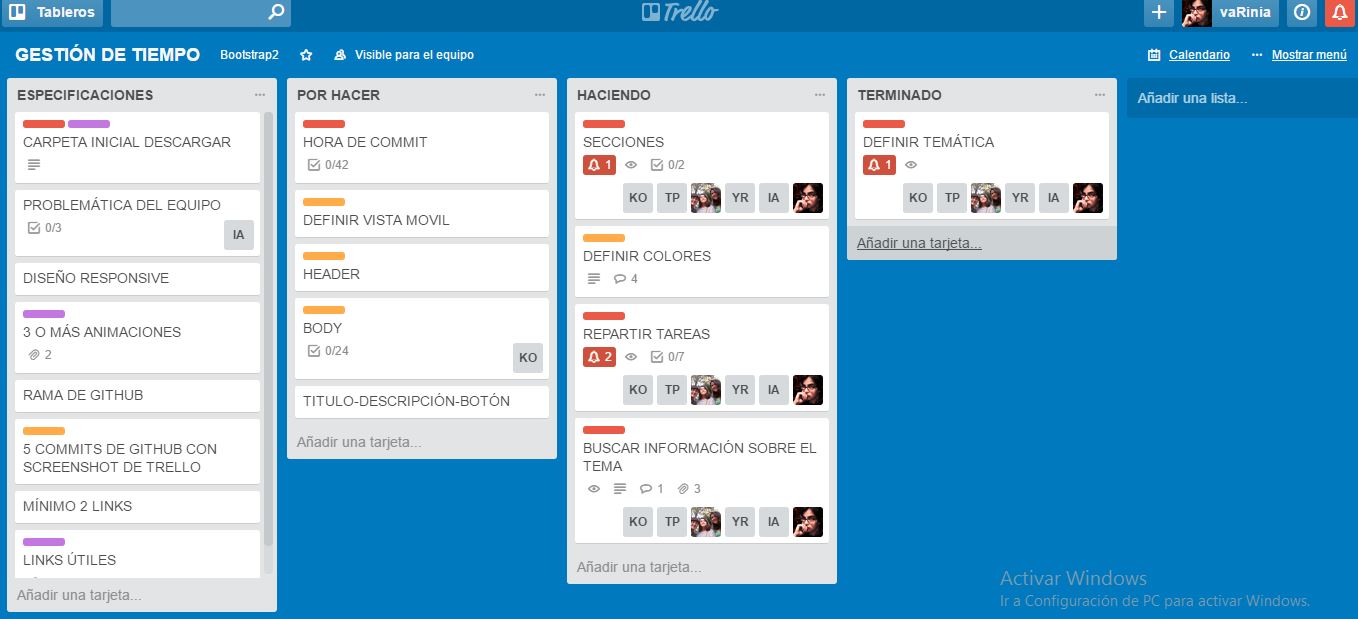 Tableros
Trello
vaRinia
GESTIÓN DE TIEMPO
Bootstrap2
Visible para el equipo
Calendario
... Mostrar menú
ESPECIFICACIONES
CARPETA INICIAL DESCARGAR
PROBLEMÁTICA DEL EQUIPO
0/3
IA
DISEÑO RESPONSIVE
3 O MÁS ANIMACIONES
2
RAMA DE GITHUB
5 COMMITS DE GITHUB CON
SCREENSHOT DE TRELLO
MÍNIMO 2 LINKS
LINKS ÚTILES
Añadir una tarjeta...
POR HACER
HORA DE COMMIT
0/42
DEFINIR VISTA MOVIL
HEADER
BODY
0/24
KO
TITULO-DESCRIPCIÓN-BOTÓN
Añadir una tarjeta...
HACIENDO
SECCIONES
1 0/2
KO TP YR IA
DEFINIR COLORES
4
REPARTIR TAREAS
2 0/7
KO TP YR IA
BUSCAR INFORMACIÓN SOBRE EL
TEMA
1 3
KO TP YR IA
Añadir una tarjeta...
TERMINADO
DEFINIR TEMÁTICA
1
KO TP YR IA
Añadir una tarjeta...
Añadir una lista...
Activar Windows
Ir a Configuración de PC para activar Windows.